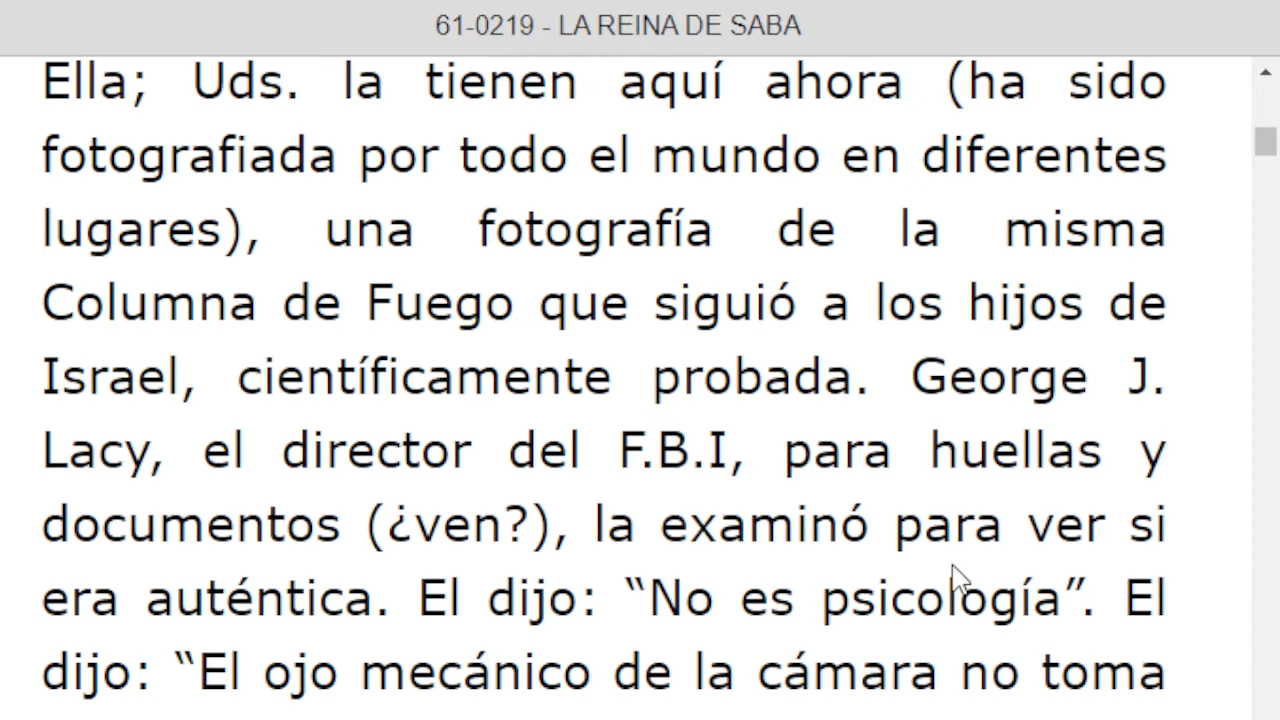 61-0219 - LA REINA DE SABA
Ella; Uds. la tienen aquí ahora (ha sido
fotografiada por todo el mundo en diferentes
lugares), una fotografía de la misma
Columna de Fuego que siguió a los hijos de
Israel, científicamente probada. George J.
Lacy, el director del F.B.I, para huellas y
documentos (¿ven?), la examinó para ver si
era auténtica. El dijo: “No es psicología”. El
dijo: “El ojo mecánico de la cámara no toma